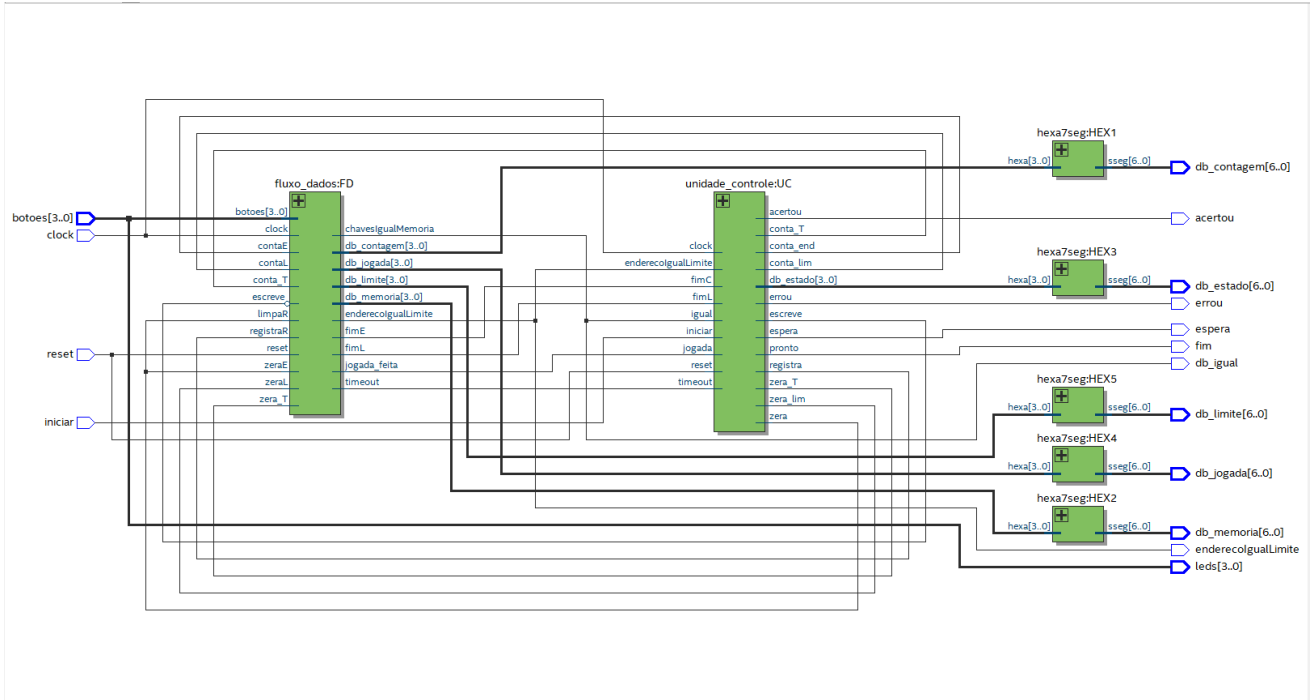 hexa7seg:HEX1
hexa[3..0]
sseg[6..0]
db_contagem[6..0]
fluxo_dados:FD
unidade_controle:UC
botoes[3..0]
clock
reset
iniciar
botoes[3..0]
clock
contaE
contaL
conta_T
escreve
limpaR
registraR
reset
zeraE
zeraL
zera_T
chavesIgualMemoria
db_contagem[3..0]
db_jogada[3..0]
db_limite[3..0]
db_memoria[3..0]
enderecoIgualLimite
fimE
fimL
jogada_feita
timeout
clock
enderecoIgualLimite
fimC
fimL
igual
iniciar
jogada
reset
timeout
acertou
conta_T
conta_end
conta_lim
db_estado[3..0]
errou
escreve
espera
pronto
registra
zera_T
zera_lim
zera
acertou
hexa7seg:HEX3
hexa[3..0]
sseg[6..0]
db_estado[6..0]
errou
espera
fim
db_igual
hexa7seg:HEX5
hexa[3..0]
sseg[6..0]
db_limite[6..0]
hexa7seg:HEX4
hexa[3..0]
sseg[6..0]
db_jogada[6..0]
hexa7seg:HEX2
hexa[3..0]
sseg[6..0]
db_memoria[6..0]
enderecoIgualLimite
leds[3..0]